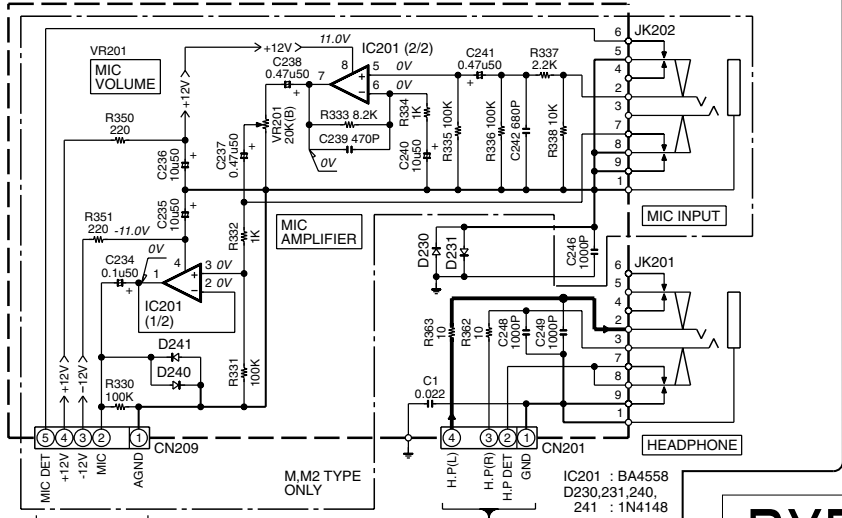 VR201
MIC
VOLUME
+12V
11.0V
IC201 (2/2)
C238
0.47u50
+
7
8
+
5
0V
−
6
0V
C241
0.47u50
+
R337
2.2K
6
JK202
5
4
2
3
7
8
9
1
MIC INPUT
+12V
R350
220
C236
10u50
+
C237
0.47u50
+
VR201
20K(B)
R333 8.2K
C239 470P
0V
R334
1K
C240
10u50
+
R335 100K
R336 100K
C242 680P
R338 10K
C235
10u50
+
R351
220
-11.0V
R332
1K
MIC
AMPLIFIER
0V
C234
0.1u50
+
1
4
+
3
0V
−
2
0V
IC201
(1/2)
D230
D231
C246
1000P
6
JK201
5
4
2
3
7
8
9
1
HEADPHONE
R363
10
R362
10
C248
1000P
C249
1000P
D241
D240
R330
100K
R331
100K
C1
0.022
+12V
−12V
5
4
3
2
1
CN209
MIC DET
+12V
-12V
MIC
AGND
M,M2 TYPE
ONLY
4
3
2
1
CN201
H.P(L)
H.P(R)
H.P DET
GND
IC201 : BA4558
D230,231,240,
241 : 1N4148